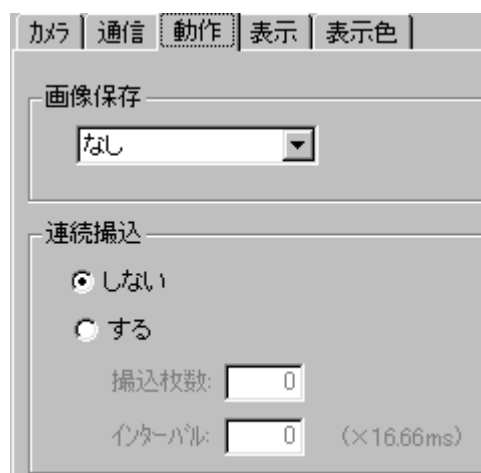 カメラ 通信 動作 表示 表示色
画像保存
なし
連続撮込
しない
する
撮込枚数: 0
インターバル: 0 (×16.66ms)